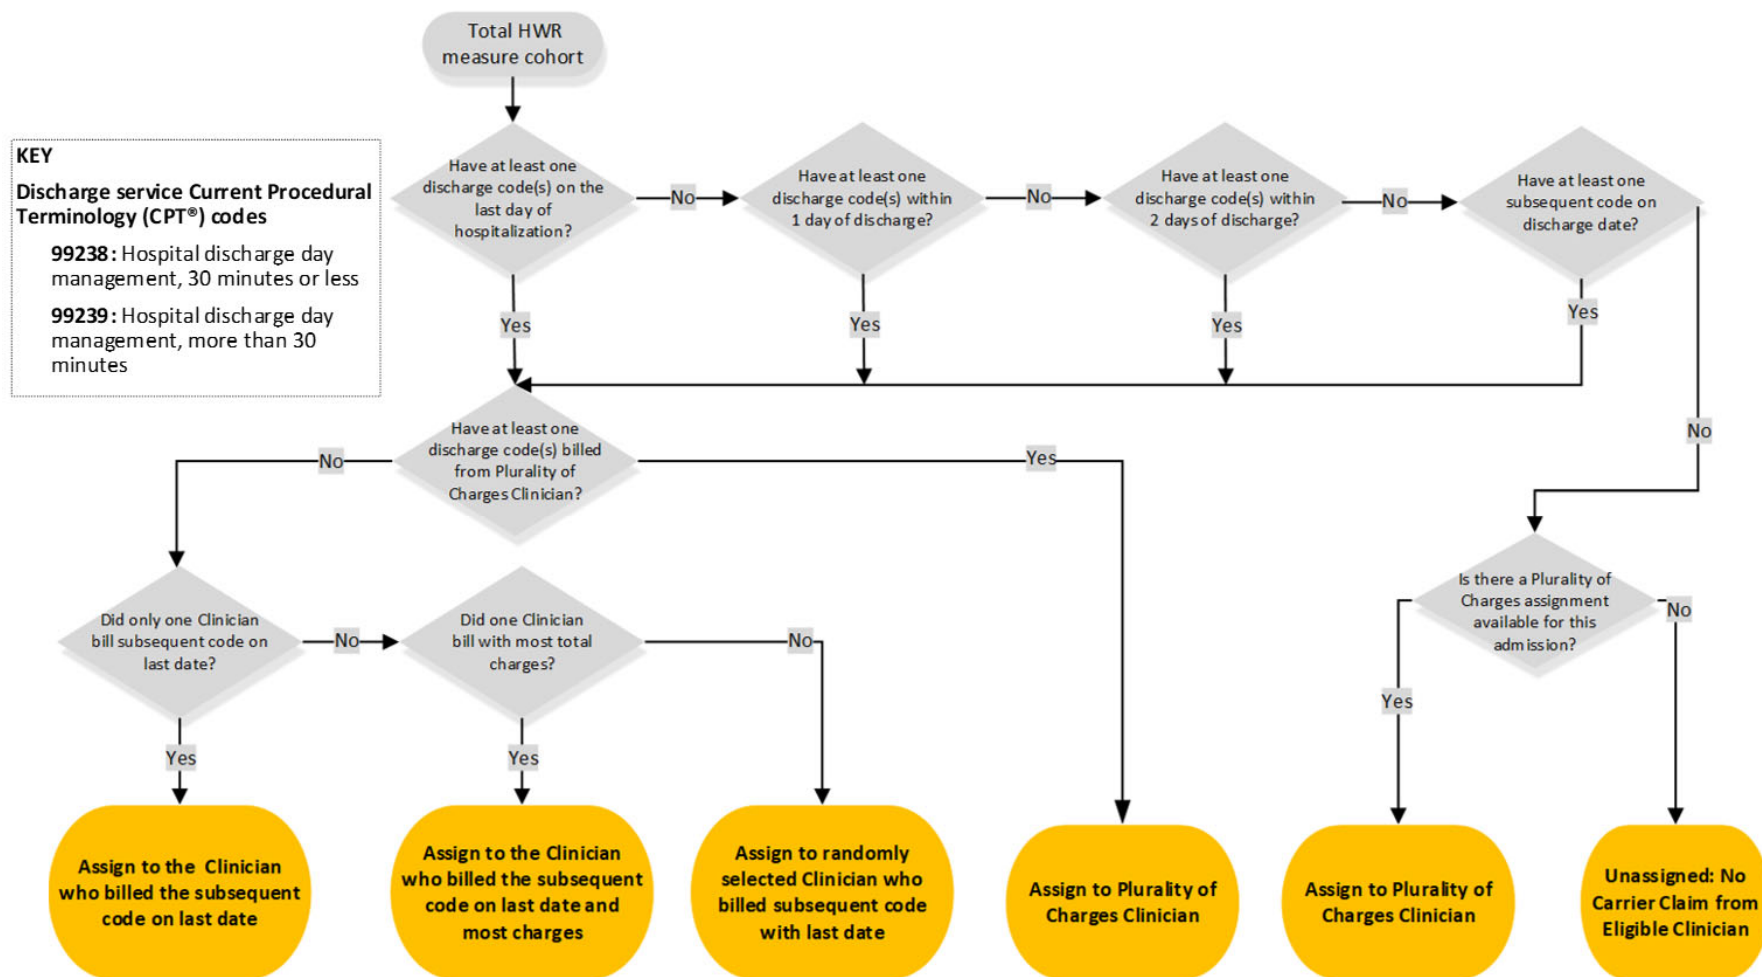 Total HWR
measure cohort
KEY
Discharge service Current Procedural
Terminology (CPT®) codes
99238: Hospital discharge day
management, 30 minutes or less
99239: Hospital discharge day
management, more than 30
minutes
Have at least one
discharge code(s) on the
last day of
hospitalization?
No
Have at least one
discharge code(s) within
1 day of discharge?
No
Have at least one
discharge code(s) within
2 days of discharge?
No
Have at least one
subsequent code on
discharge date?
Yes
Yes
Yes
Yes
No
Have at least one
discharge code(s) billed
from Plurality of
Charges Clinician?
No
Yes
Did only one Clinician
bill subsequent code on
last date?
No
Did one Clinician
bill with most total
charges?
No
Is there a Plurality of
Charges assignment
available for this
admission?
No
Yes
Yes
Yes
Assign to the Clinician
who billed the subsequent
code on last date
Assign to the Clinician
who billed the subsequent
code on last date and
most charges
Assign to randomly
selected Clinician who
billed subsequent code
with last date
Assign to Plurality of
Charges Clinician
Assign to Plurality of
Charges Clinician
Unassigned: No
Carrier Claim from
Eligible Clinician